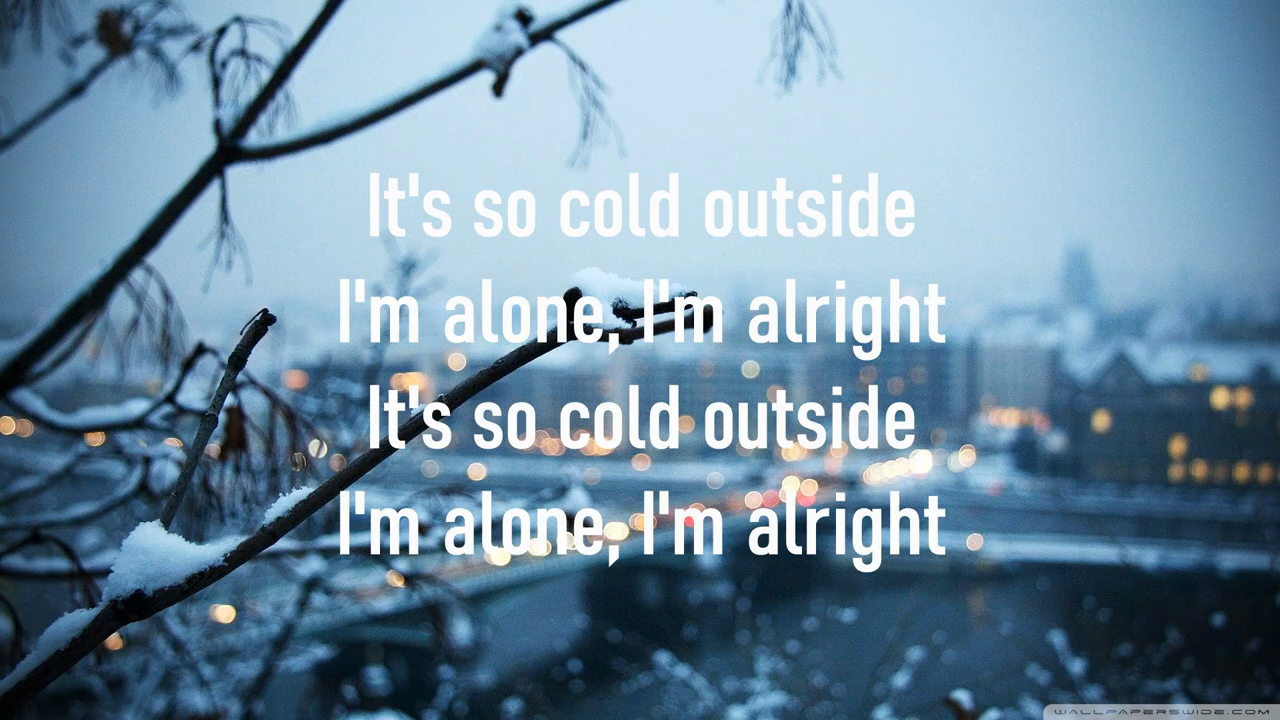 It's so cold outside
I'm alone, I'm alright
It's so cold outside
I'm alone, I'm alright
WALLPAPERSWIDE.COM